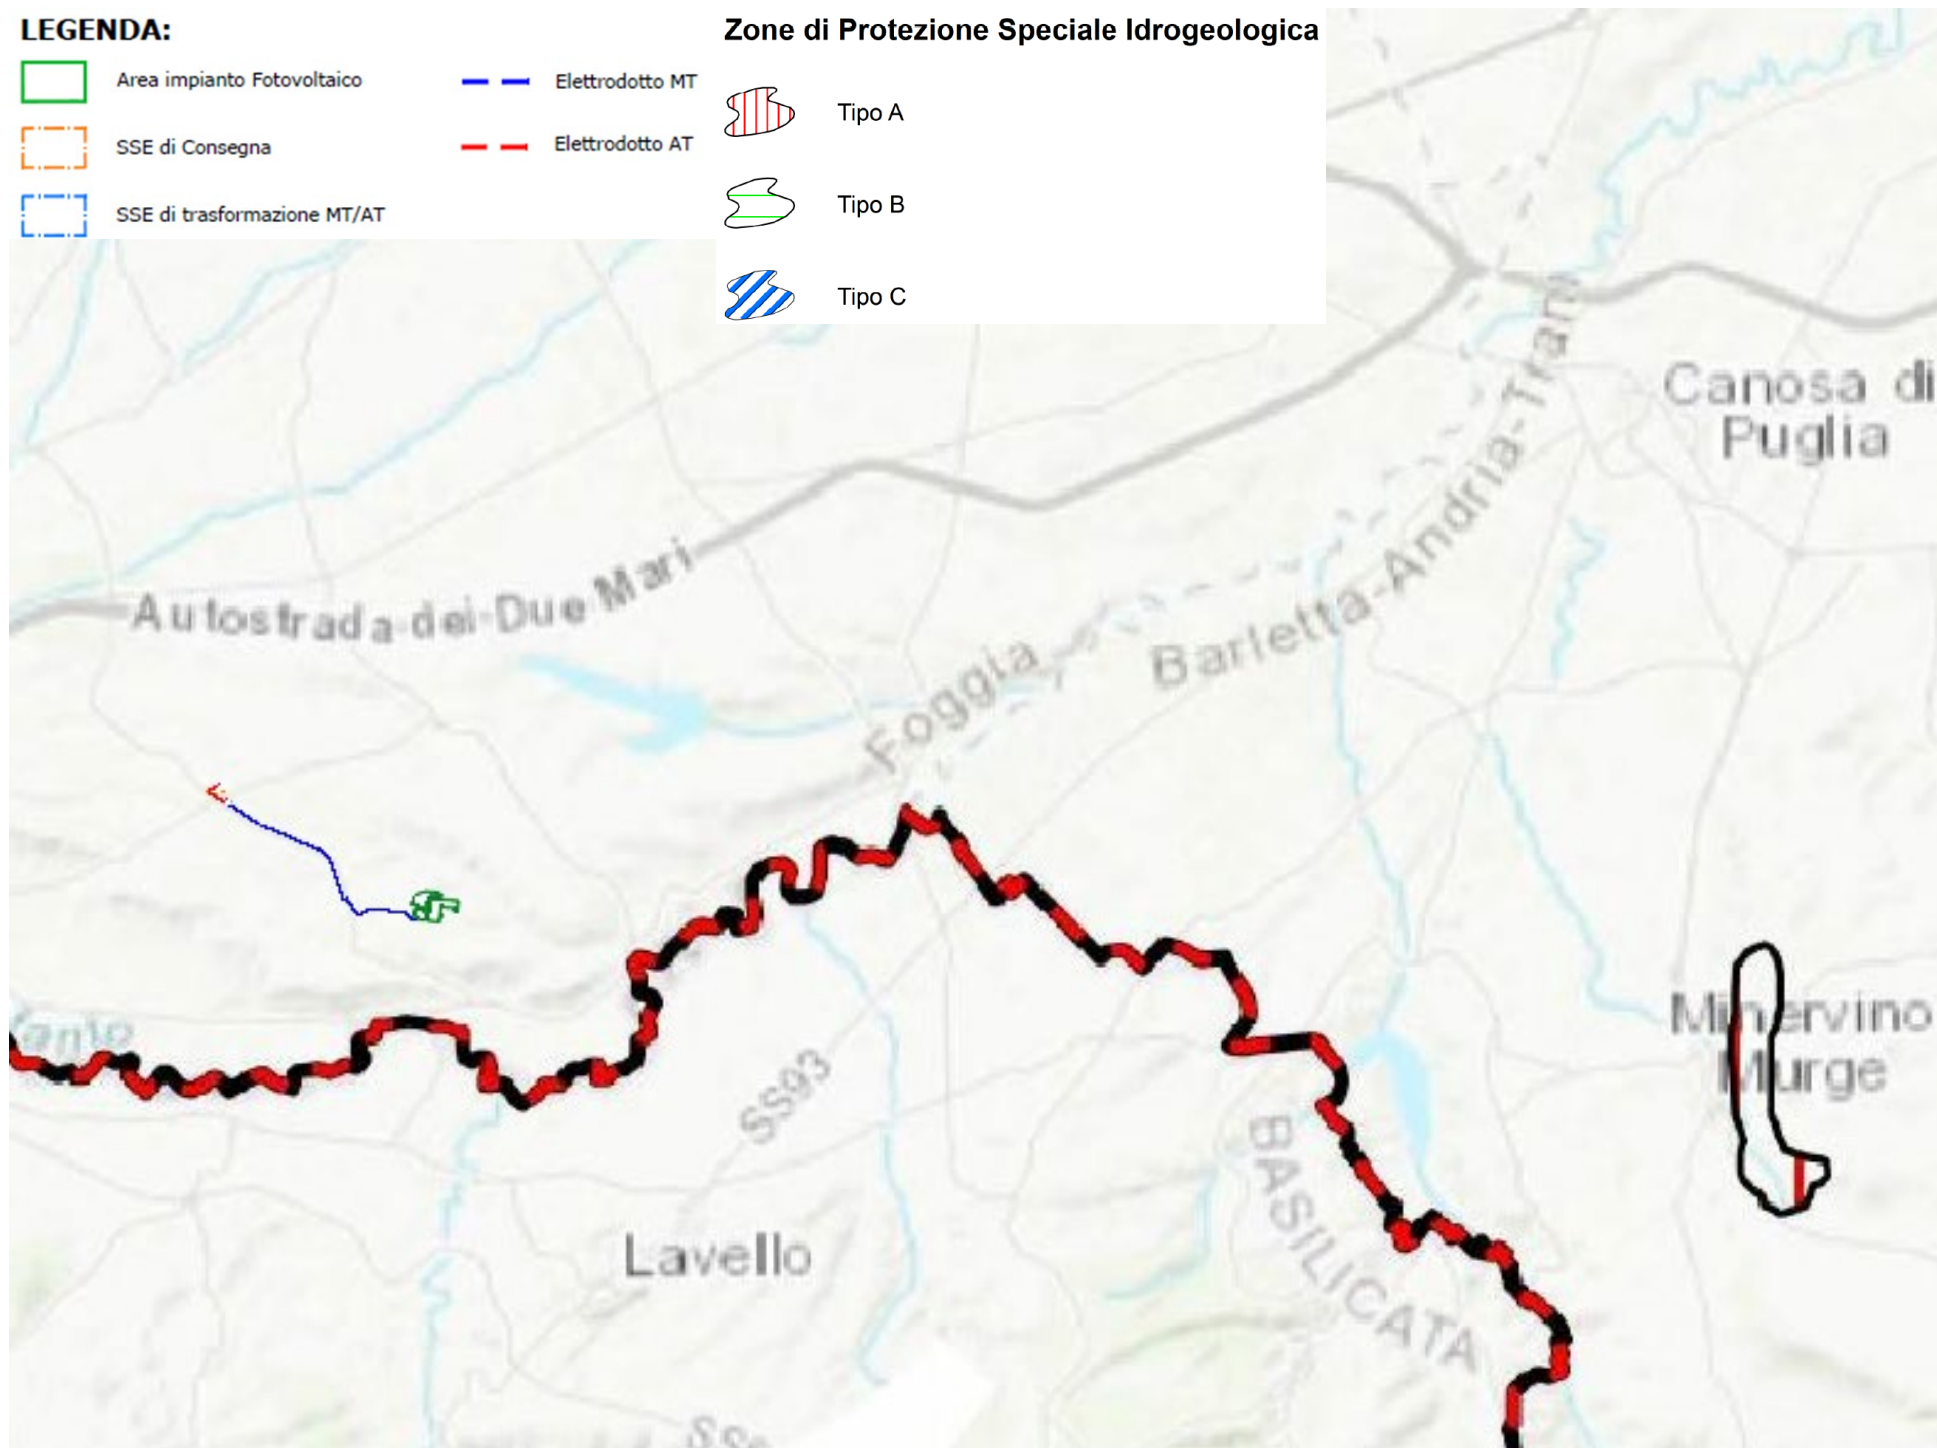 LEGENDA:
Area impianto Fotovoltaico
SSE di Consegna
SSE di trasformazione MT/AT
Elettrodotto MT
Elettrodotto AT
Zone di Protezione Speciale Idrogeologica
Tipo A
Tipo B
Tipo C
Canosa di
Puglia
Autostrada-dei-Due-Mari
Foggia
Barletta-Andria-Trani
Minervino
Murge
SS93
BASILICATA
Lavello